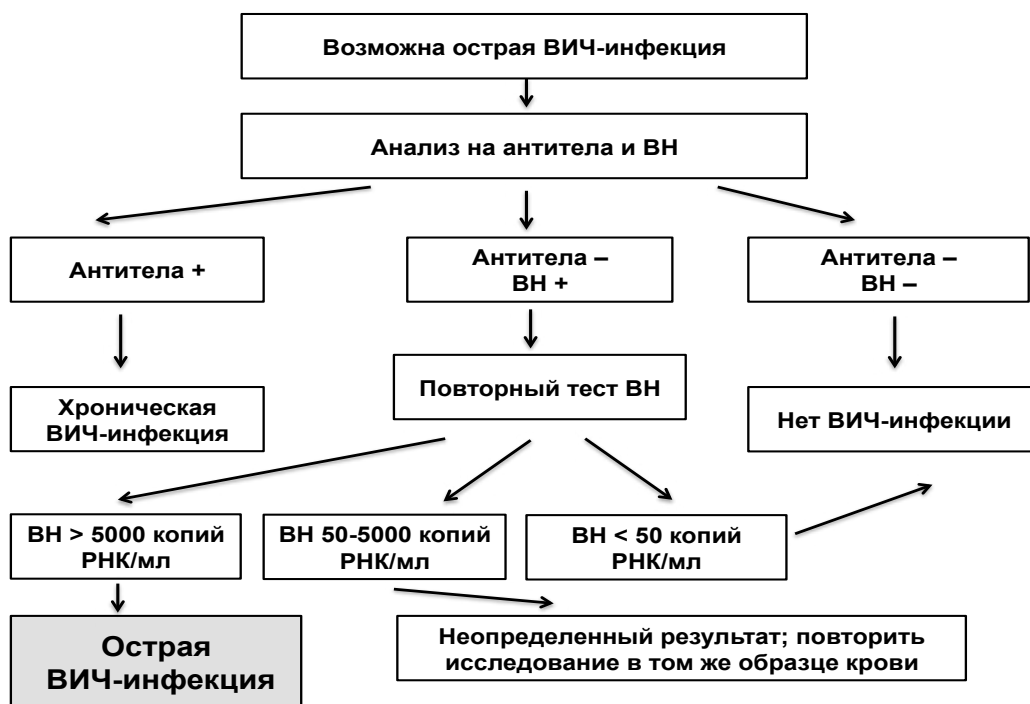 Возможна острая ВИЧ-инфекция
Анализ на антитела и ВН
Антитела +
Антитела –
ВН +
Антитела –
ВН –
Повторный тест ВН
Хроническая
ВИЧ-инфекция
Нет ВИЧ-инфекции
ВН > 5000 копий
РНК/мл
ВН 50-5000 копий
РНК/мл
ВН < 50 копий
РНК/мл
Острая
ВИЧ-инфекция
Неопределенный результат; повторить
исследование в том же образце крови